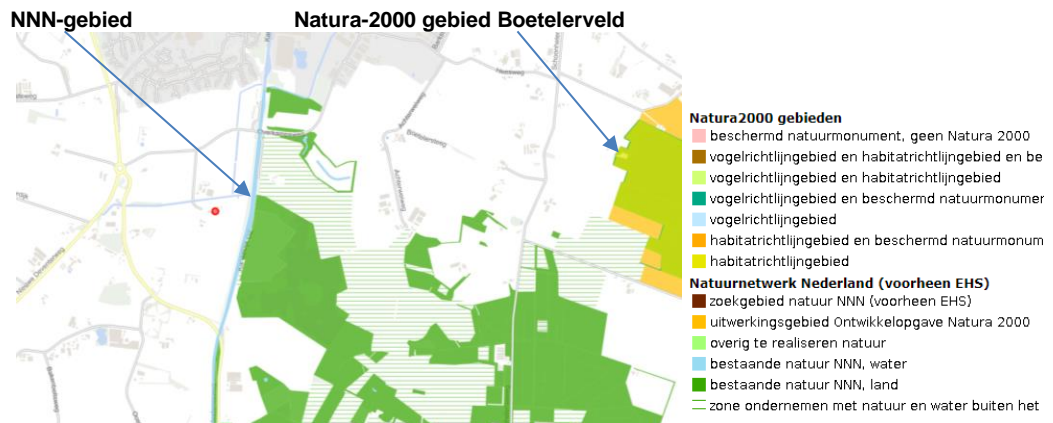 NNN-gebied
Natura-2000 gebied Boetelerveld
Boetelerweg
Natura2000 gebieden
beschermd natuurmonument, geen Natura 2000
vogelrichtlijngebied en habitatrichtlijngebied en be
vogelrichtlijngebied en habitatrichtlijngebied
vogelrichtlijngebied en beschermd natuurmonumer
vogelrichtlijngebied
habitatrichtlijngebied en beschermd natuurmonum
habitatrichtlijngebied
Natuurnetwerk Nederland (voorheen EHS)
zoekgebied natuur NNN (voorheen EHS)
uitwerkingsgebied Ontwikkelopgave Natura 2000
overig te realiseren natuur
bestaande natuur NNN, water
bestaande natuur NNN, land
zone ondernemen met natuur en water buiten het